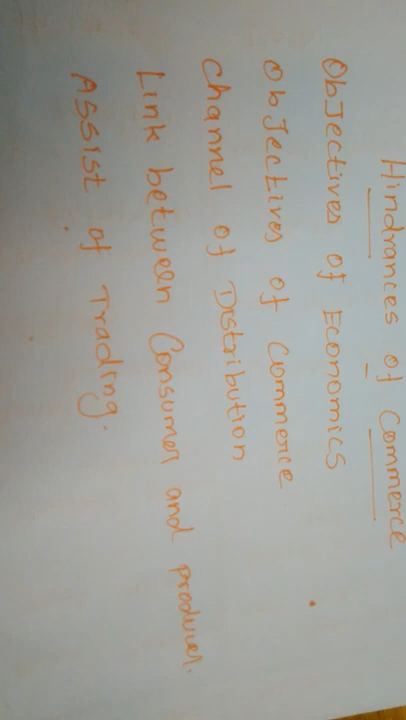 Hindrances of Commerce
Objectives of Economics
Objectives of Commerce
Channel of Distribution
Link between Consumer and producer.
Assist of Trading.